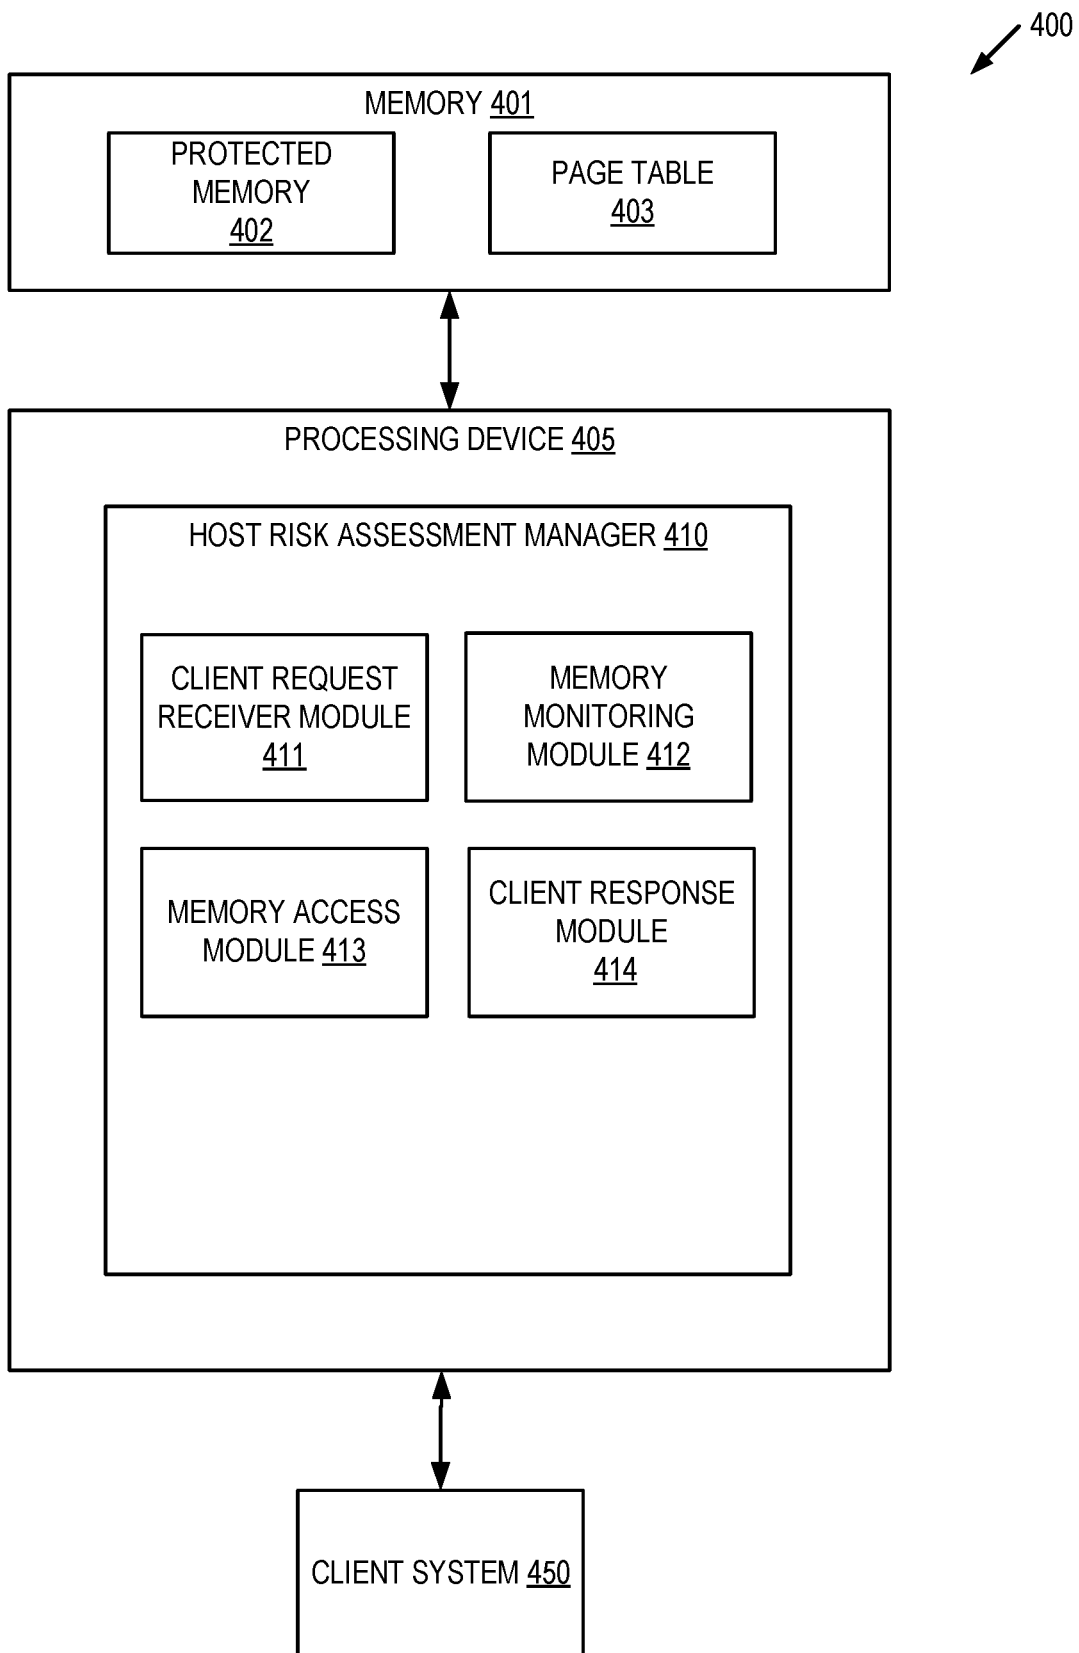 400
MEMORY 401
PROTECTED
MEMORY
402
PAGE TABLE
403
PROCESSING DEVICE 405
HOST RISK ASSESSMENT MANAGER 410
CLIENT REQUEST
RECEIVER MODULE
411
MEMORY
MONITORING
MODULE 412
MEMORY ACCESS
MODULE 413
CLIENT RESPONSE
MODULE
414
CLIENT SYSTEM 450